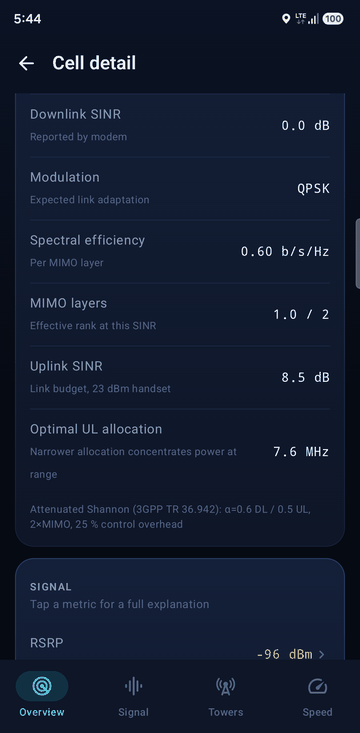 5:44
LTE
100
Cell detail
Downlink SINR
Reported by modem
0.0 dB
Modulation
Expected link adaptation
QPSK
Spectral efficiency
Per MIMO layer
0.60 b/s/Hz
MIMO layers
Effective rank at this SINR
1.0 / 2
Uplink SINR
Link budget, 23 dBm handset
8.5 dB
Optimal UL allocation
Narrower allocation concentrates power at
range
7.6 MHz
Attenuated Shannon (3GPP TR 36.942): α=0.6 DL / 0.5 UL,
2×MIMO, 25 % control overhead
SIGNAL
Tap a metric for a full explanation
RSRP
-96 dBm
Overview
Signal
Towers
Speed